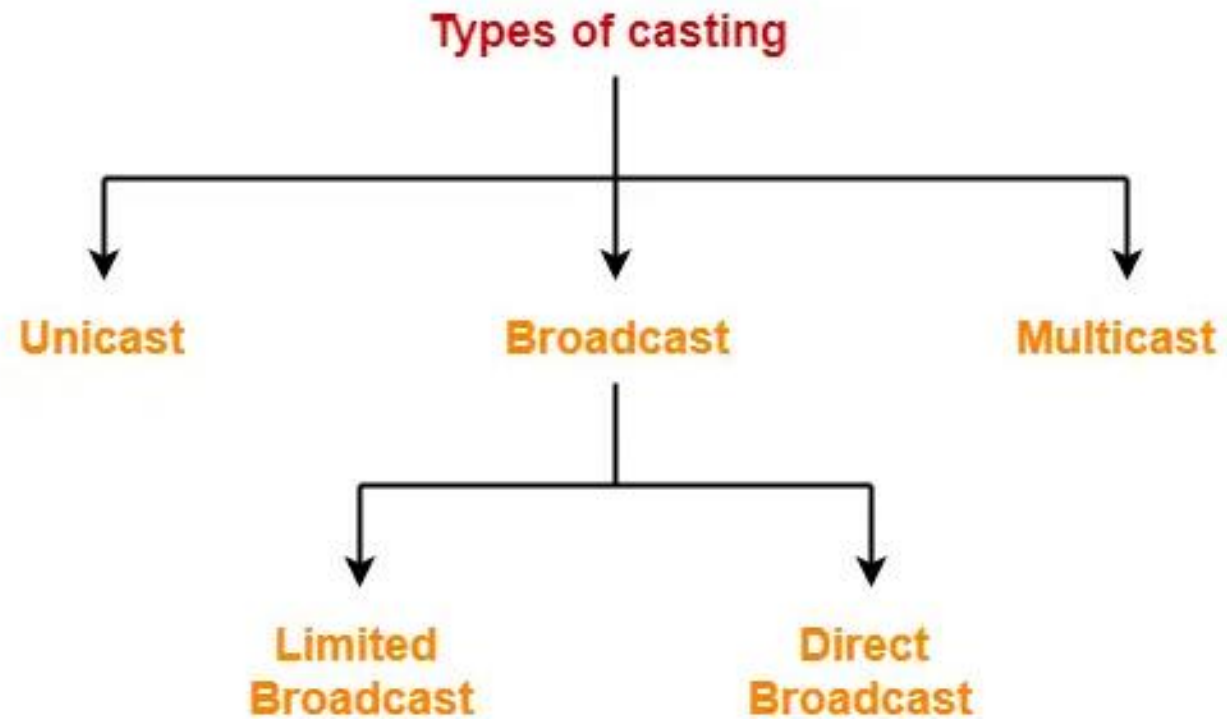 Types of casting
Unicast
Broadcast
Multicast
Limited
Broadcast
Direct
Broadcast